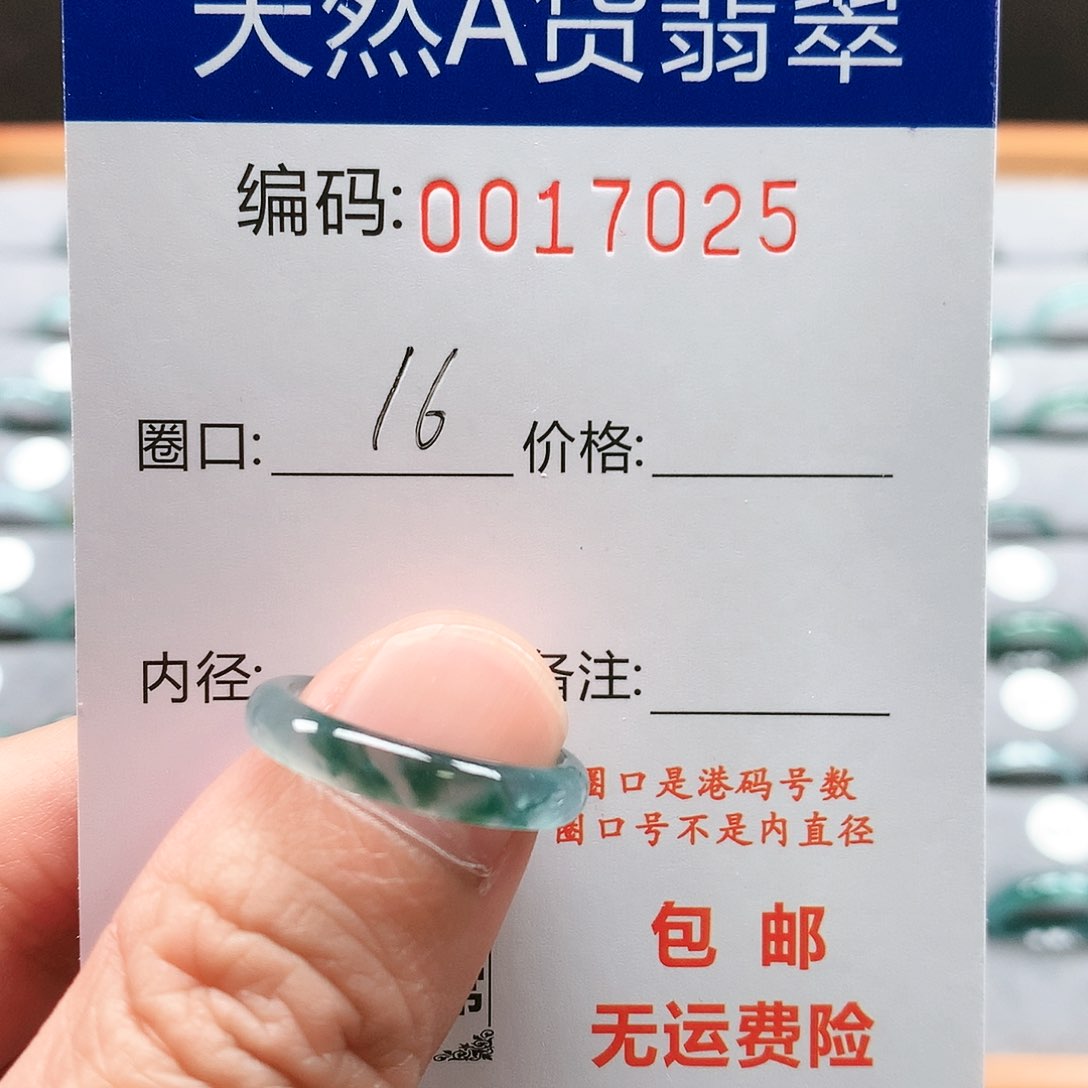 天然A货翡翠
编码:0017025
圈口: 16 价格:
内径: 备注:
圈口是港码号数
圈口号不是内直径
包邮
无运费险